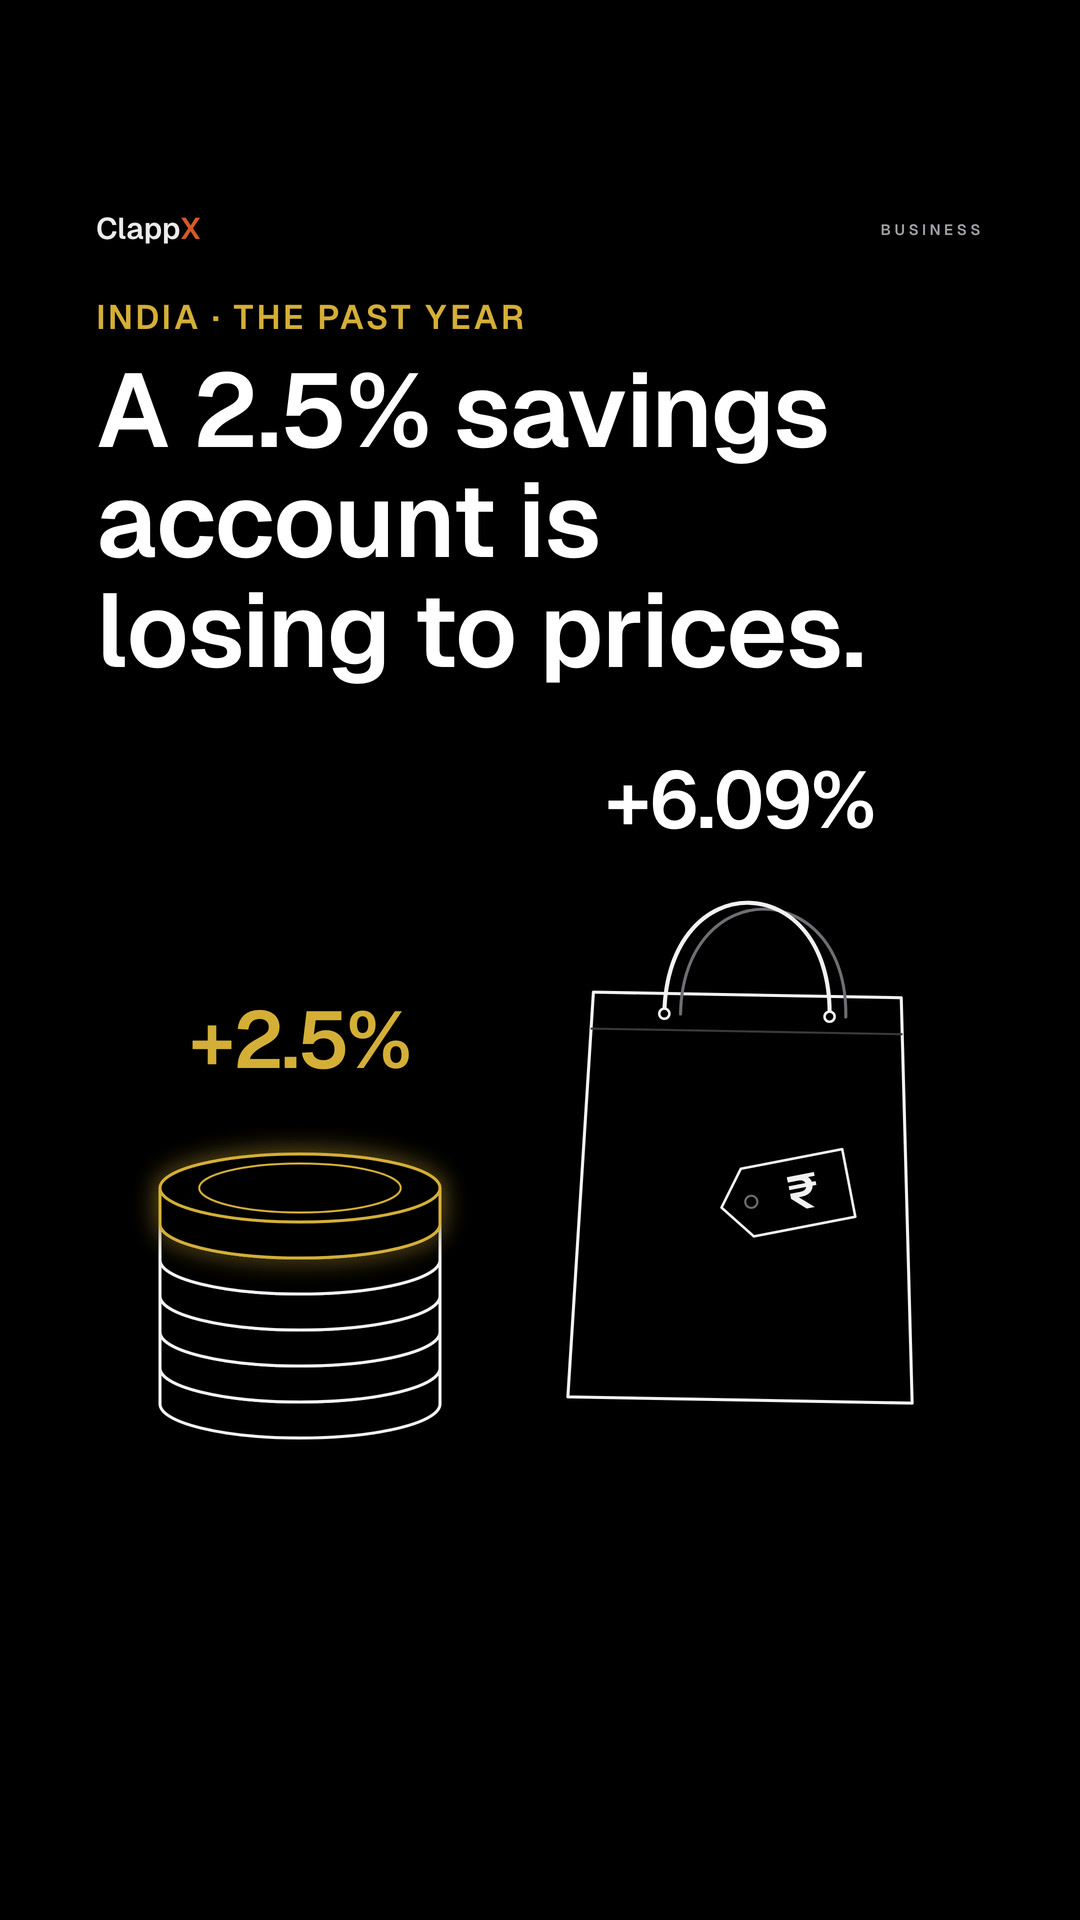 ClappX
BUSINESS
INDIA · THE PAST YEAR
A 2.5% savings
account is
losing to prices.
+6.09%
+2.5%
₹